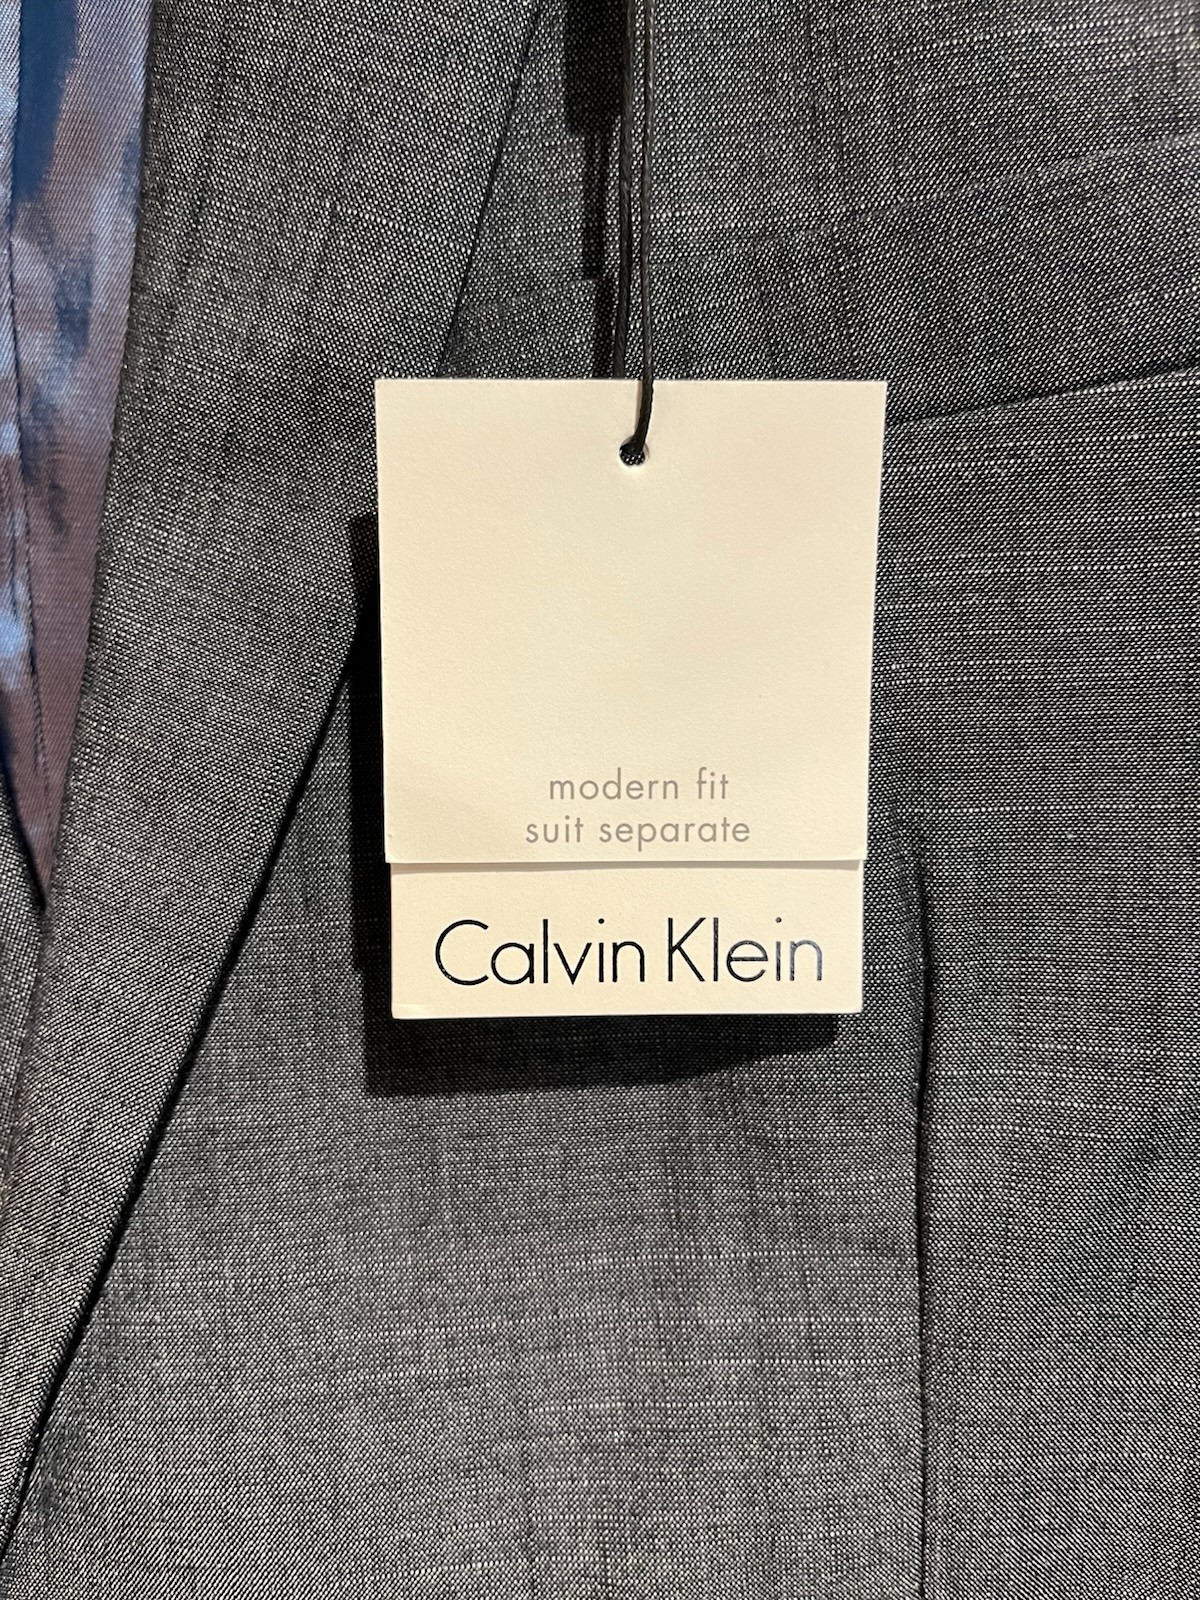 modern fit
suit separate
Calvin Klein